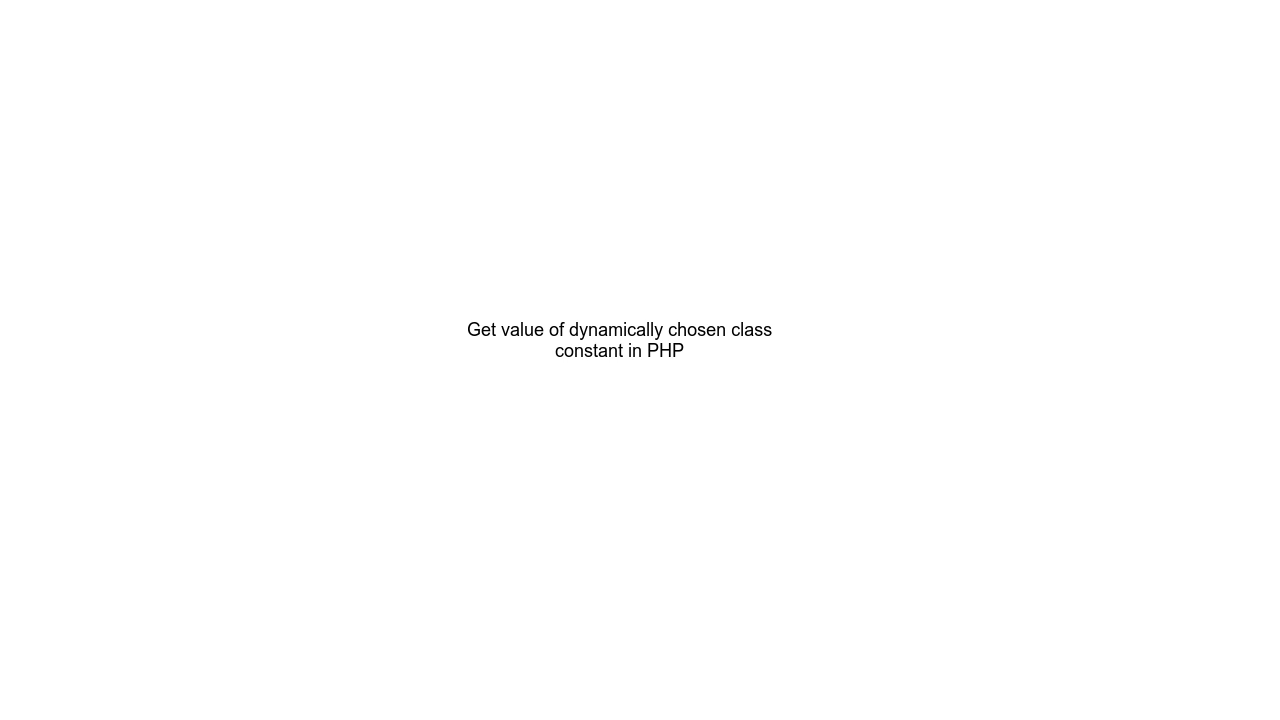 Get value of dynamically chosen class
constant in PHP